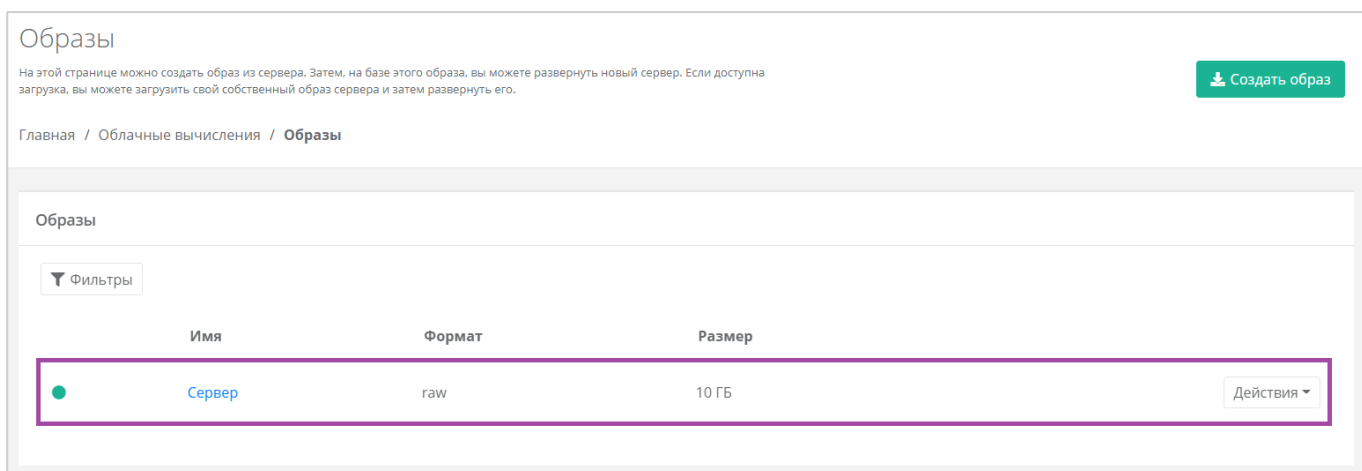 Образы
На этой странице можно создать образ из сервера. Затем, на базе этого образа, вы можете развернуть новый сервер. Если доступна
загрузка, вы можете загрузить свой собственный образ сервера и затем развернуть его.
Создать образ
Главная / Облачные вычисления / Образы
Образы
Фильтры
Имя Формат Размер
Сервер raw 10 ГБ Действия